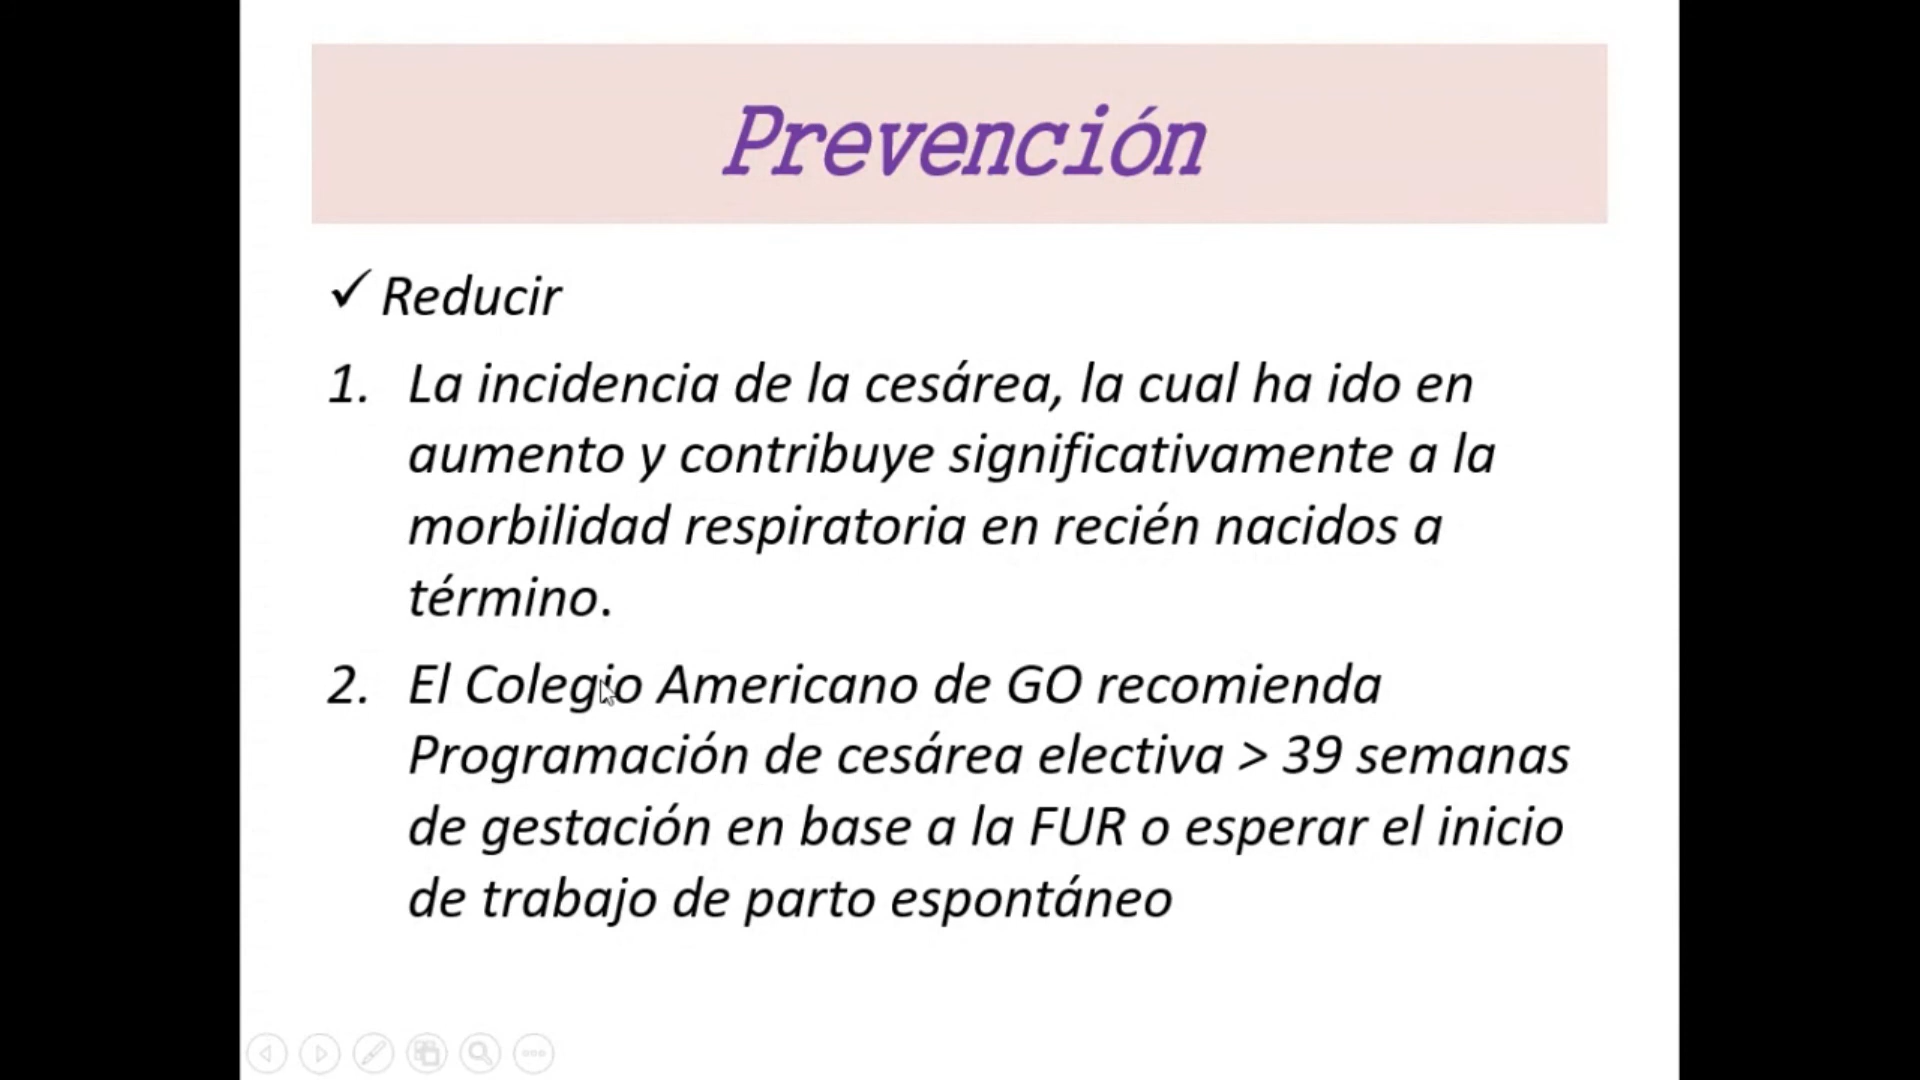 Prevención
✓ Reducir
1. La incidencia de la cesárea, la cual ha ido en
aumento y contribuye significativamente a la
morbilidad respiratoria en recién nacidos a
término.
2. El Colegio Americano de GO recomienda
Programación de cesárea electiva > 39 semanas
de gestación en base a la FUR o esperar el inicio
de trabajo de parto espontáneo